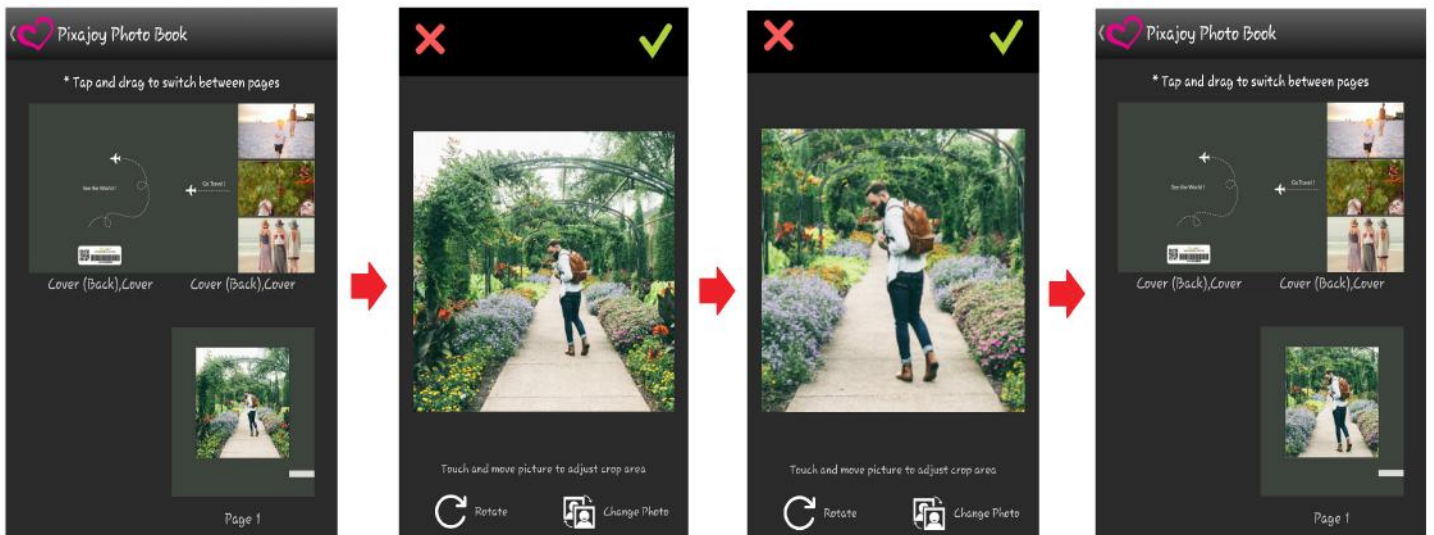 Pixajoy Photo Book
* Tap and drag to switch between pages
See the World !
Go Travel !
Cover (Back),Cover
Cover (Back),Cover
Page 1
Touch and move picture to adjust crop area
Rotate
Change Photo
Touch and move picture to adjust crop area
Rotate
Change Photo
Pixajoy Photo Book
* Tap and drag to switch between pages
See the World !
Go Travel !
Cover (Back),Cover
Cover (Back),Cover
Page 1